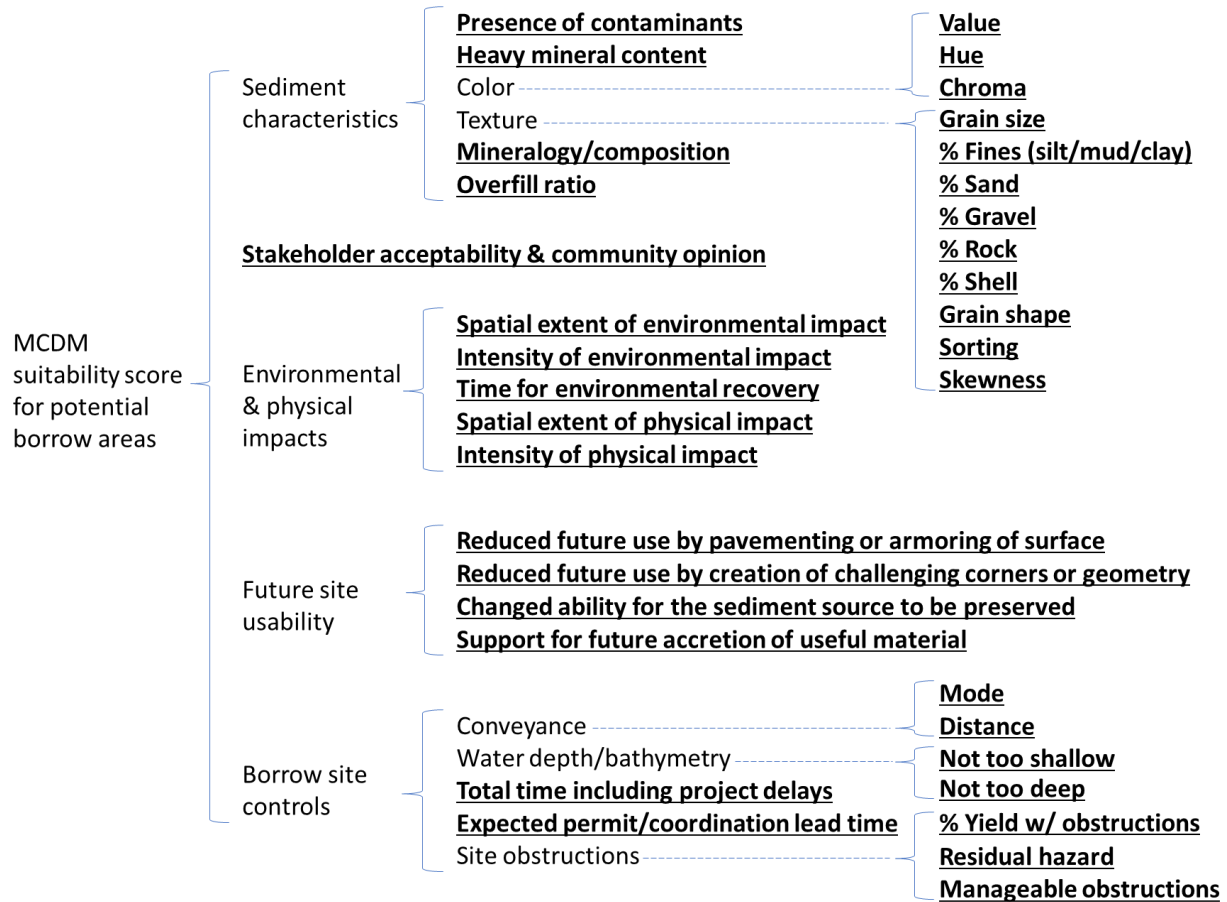 MCDM
suitability score
for potential
borrow areas
Sediment
characteristics
Presence of contaminants
Heavy mineral content
Color
Value
Hue
Chroma
Texture
Grain size
% Fines (silt/mud/clay)
% Sand
% Gravel
% Rock
% Shell
Grain shape
Sorting
Skewness
Mineralogy/composition
Overfill ratio
Stakeholder acceptability & community opinion
Environmental
& physical
impacts
Spatial extent of environmental impact
Intensity of environmental impact
Time for environmental recovery
Spatial extent of physical impact
Intensity of physical impact
Future site
usability
Reduced future use by pavementing or armoring of surface
Reduced future use by creation of challenging corners or geometry
Changed ability for the sediment source to be preserved
Support for future accretion of useful material
Borrow site
controls
Conveyance
Mode
Distance
Water depth/bathymetry
Not too shallow
Not too deep
Total time including project delays
Expected permit/coordination lead time
Site obstructions
% Yield w/ obstructions
Residual hazard
Manageable obstructions